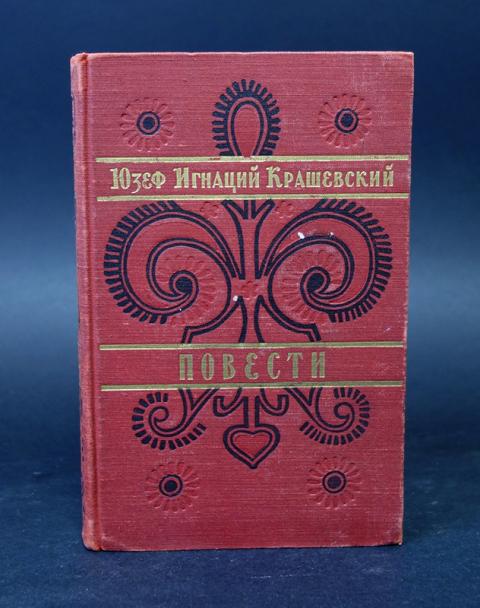 Юзеф Игнаций Крашевский
ПОВЕСТИ